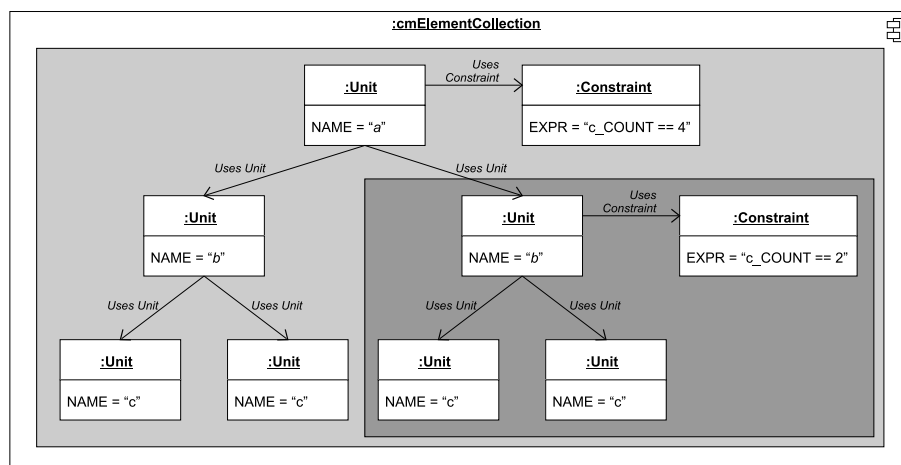 :cmElementCollection
Uses
Constraint
:Unit
:Constraint
NAME = “a”
EXPR = “c_COUNT == 4”
Uses Unit
Uses Unit
Uses
Constraint
:Unit
:Unit
:Constraint
NAME = “b”
NAME = “b”
EXPR = “c_COUNT == 2”
Uses Unit
Uses Unit
Uses Unit
Uses Unit
:Unit
:Unit
:Unit
:Unit
NAME = “c”
NAME = “c”
NAME = “c”
NAME = “c”